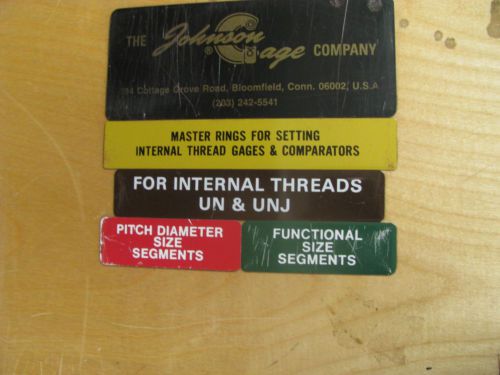 THE Johnson Gage COMPANY
Cottage Grove Road, Bloomfield, Conn. 06002, U.S.A
(203) 242-5541
MASTER RINGS FOR SETTING
INTERNAL THREAD GAGES & COMPARATORS
FOR INTERNAL THREADS
UN & UNJ
PITCH DIAMETER
SIZE
SEGMENTS
FUNCTIONAL
SIZE
SEGMENTS